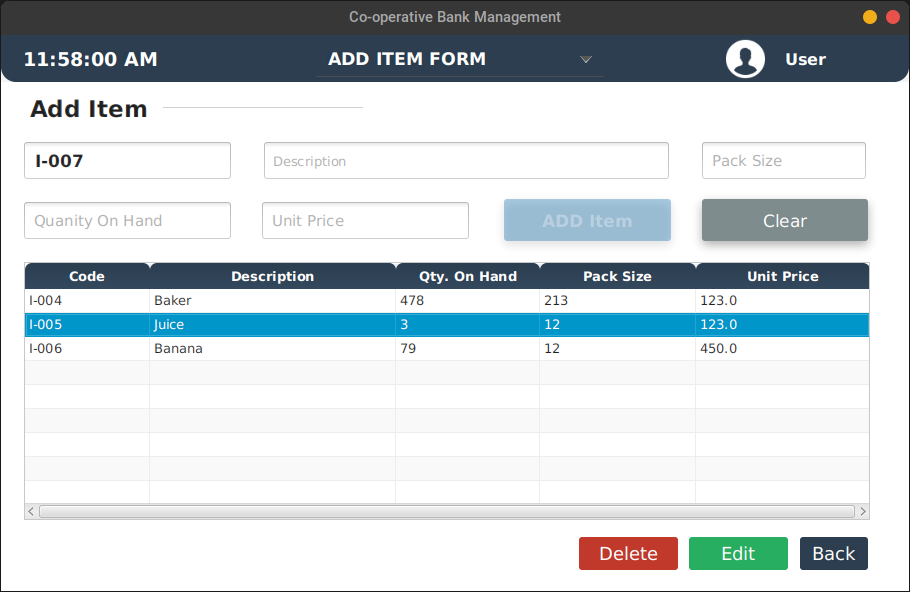 Co-operative Bank Management
11:58:00 AM ADD ITEM FORM User
Add Item
I-007 Description Pack Size
Quanity On Hand Unit Price ADD Item Clear
Code Description Qty. On Hand Pack Size Unit Price
I-004 Baker 478 213 123.0
I-005 Juice 3 12 123.0
I-006 Banana 79 12 450.0
Delete Edit Back